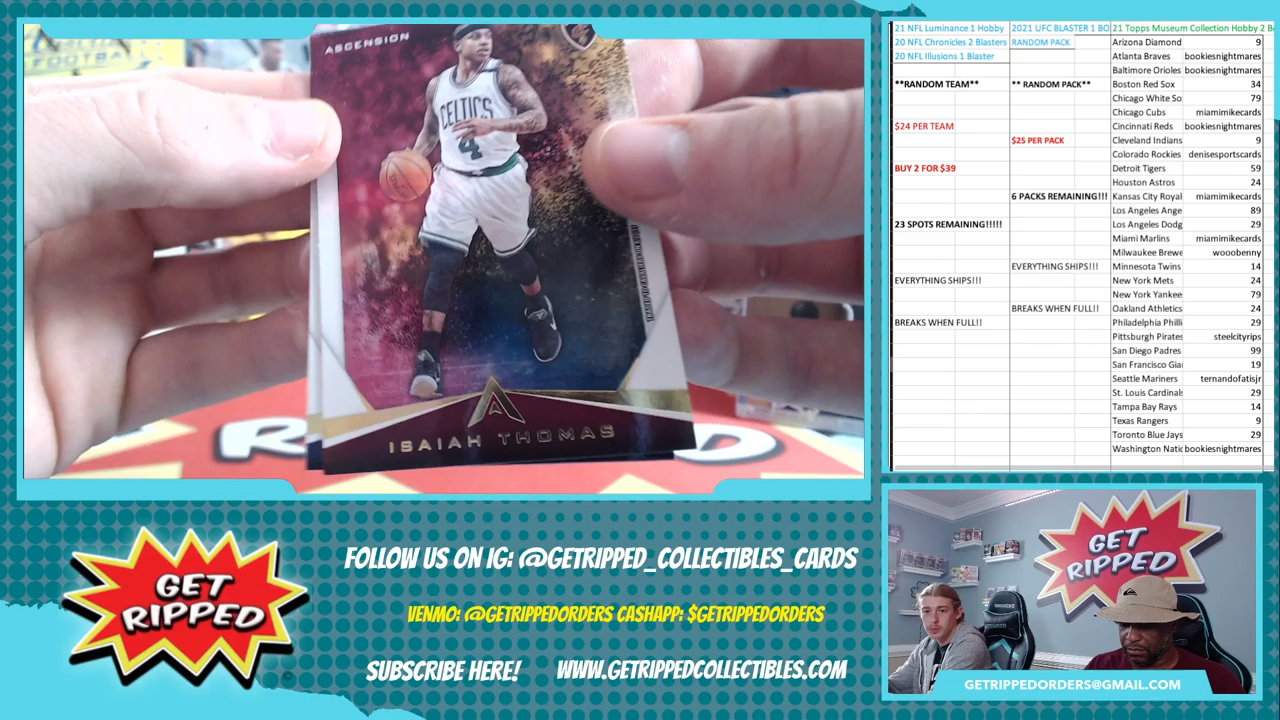 ASCENSION
CELTICS
4
ISAIAH THOMAS
21 NFL Luminance 1 Hobby
20 NFL Chronicles 2 Blasters
20 NFL Illusions 1 Blaster
**RANDOM TEAM**
$24 PER TEAM
BUY 2 FOR $39
23 SPOTS REMAINING!!!!!
EVERYTHING SHIPS!!!
BREAKS WHEN FULL!!
2021 UFC BLASTER 1 BO
RANDOM PACK
** RANDOM PACK**
$25 PER PACK
6 PACKS REMAINING!!!
EVERYTHING SHIPS!!!
BREAKS WHEN FULL!!
21 Topps Museum Collection Hobby 2 B
Arizona Diamond 9
Atlanta Braves bookiesnightmares
Baltimore Orioles bookiesnightmares
Boston Red Sox 34
Chicago White So 79
Chicago Cubs miamimikecards
Cincinnati Reds bookiesnightmares
Cleveland Indians 9
Colorado Rockies denisesportscards
Detroit Tigers 59
Houston Astros 24
Kansas City Royal miamimikecards
Los Angeles Ange 89
Los Angeles Dodg 29
Miami Marlins miamimikecards
Milwaukee Brewe wooobenny
Minnesota Twins 14
New York Mets 24
New York Yankee 79
Oakland Athletics 24
Philadelphia Philli 29
Pittsburgh Pirates steelcityrips
San Diego Padres 99
San Francisco Gia 19
Seattle Mariners ternandofatisjr
St. Louis Cardinals 29
Tampa Bay Rays 14
Texas Rangers 9
Toronto Blue Jays 29
Washington Natio bookiesnightmares
GET
RIPPED
FOLLOW US ON IG: @GETRIPPED_COLLECTIBLES_CARDS
VENMO: @GETRIPPEDORDERS CASHAPP: $GETRIPPEDORDERS
SUBSCRIBE HERE! WWW.GETRIPPEDCOLLECTIBLES.COM
GET
RIPPED
GETRIPPEDORDERS@GMAIL.COM